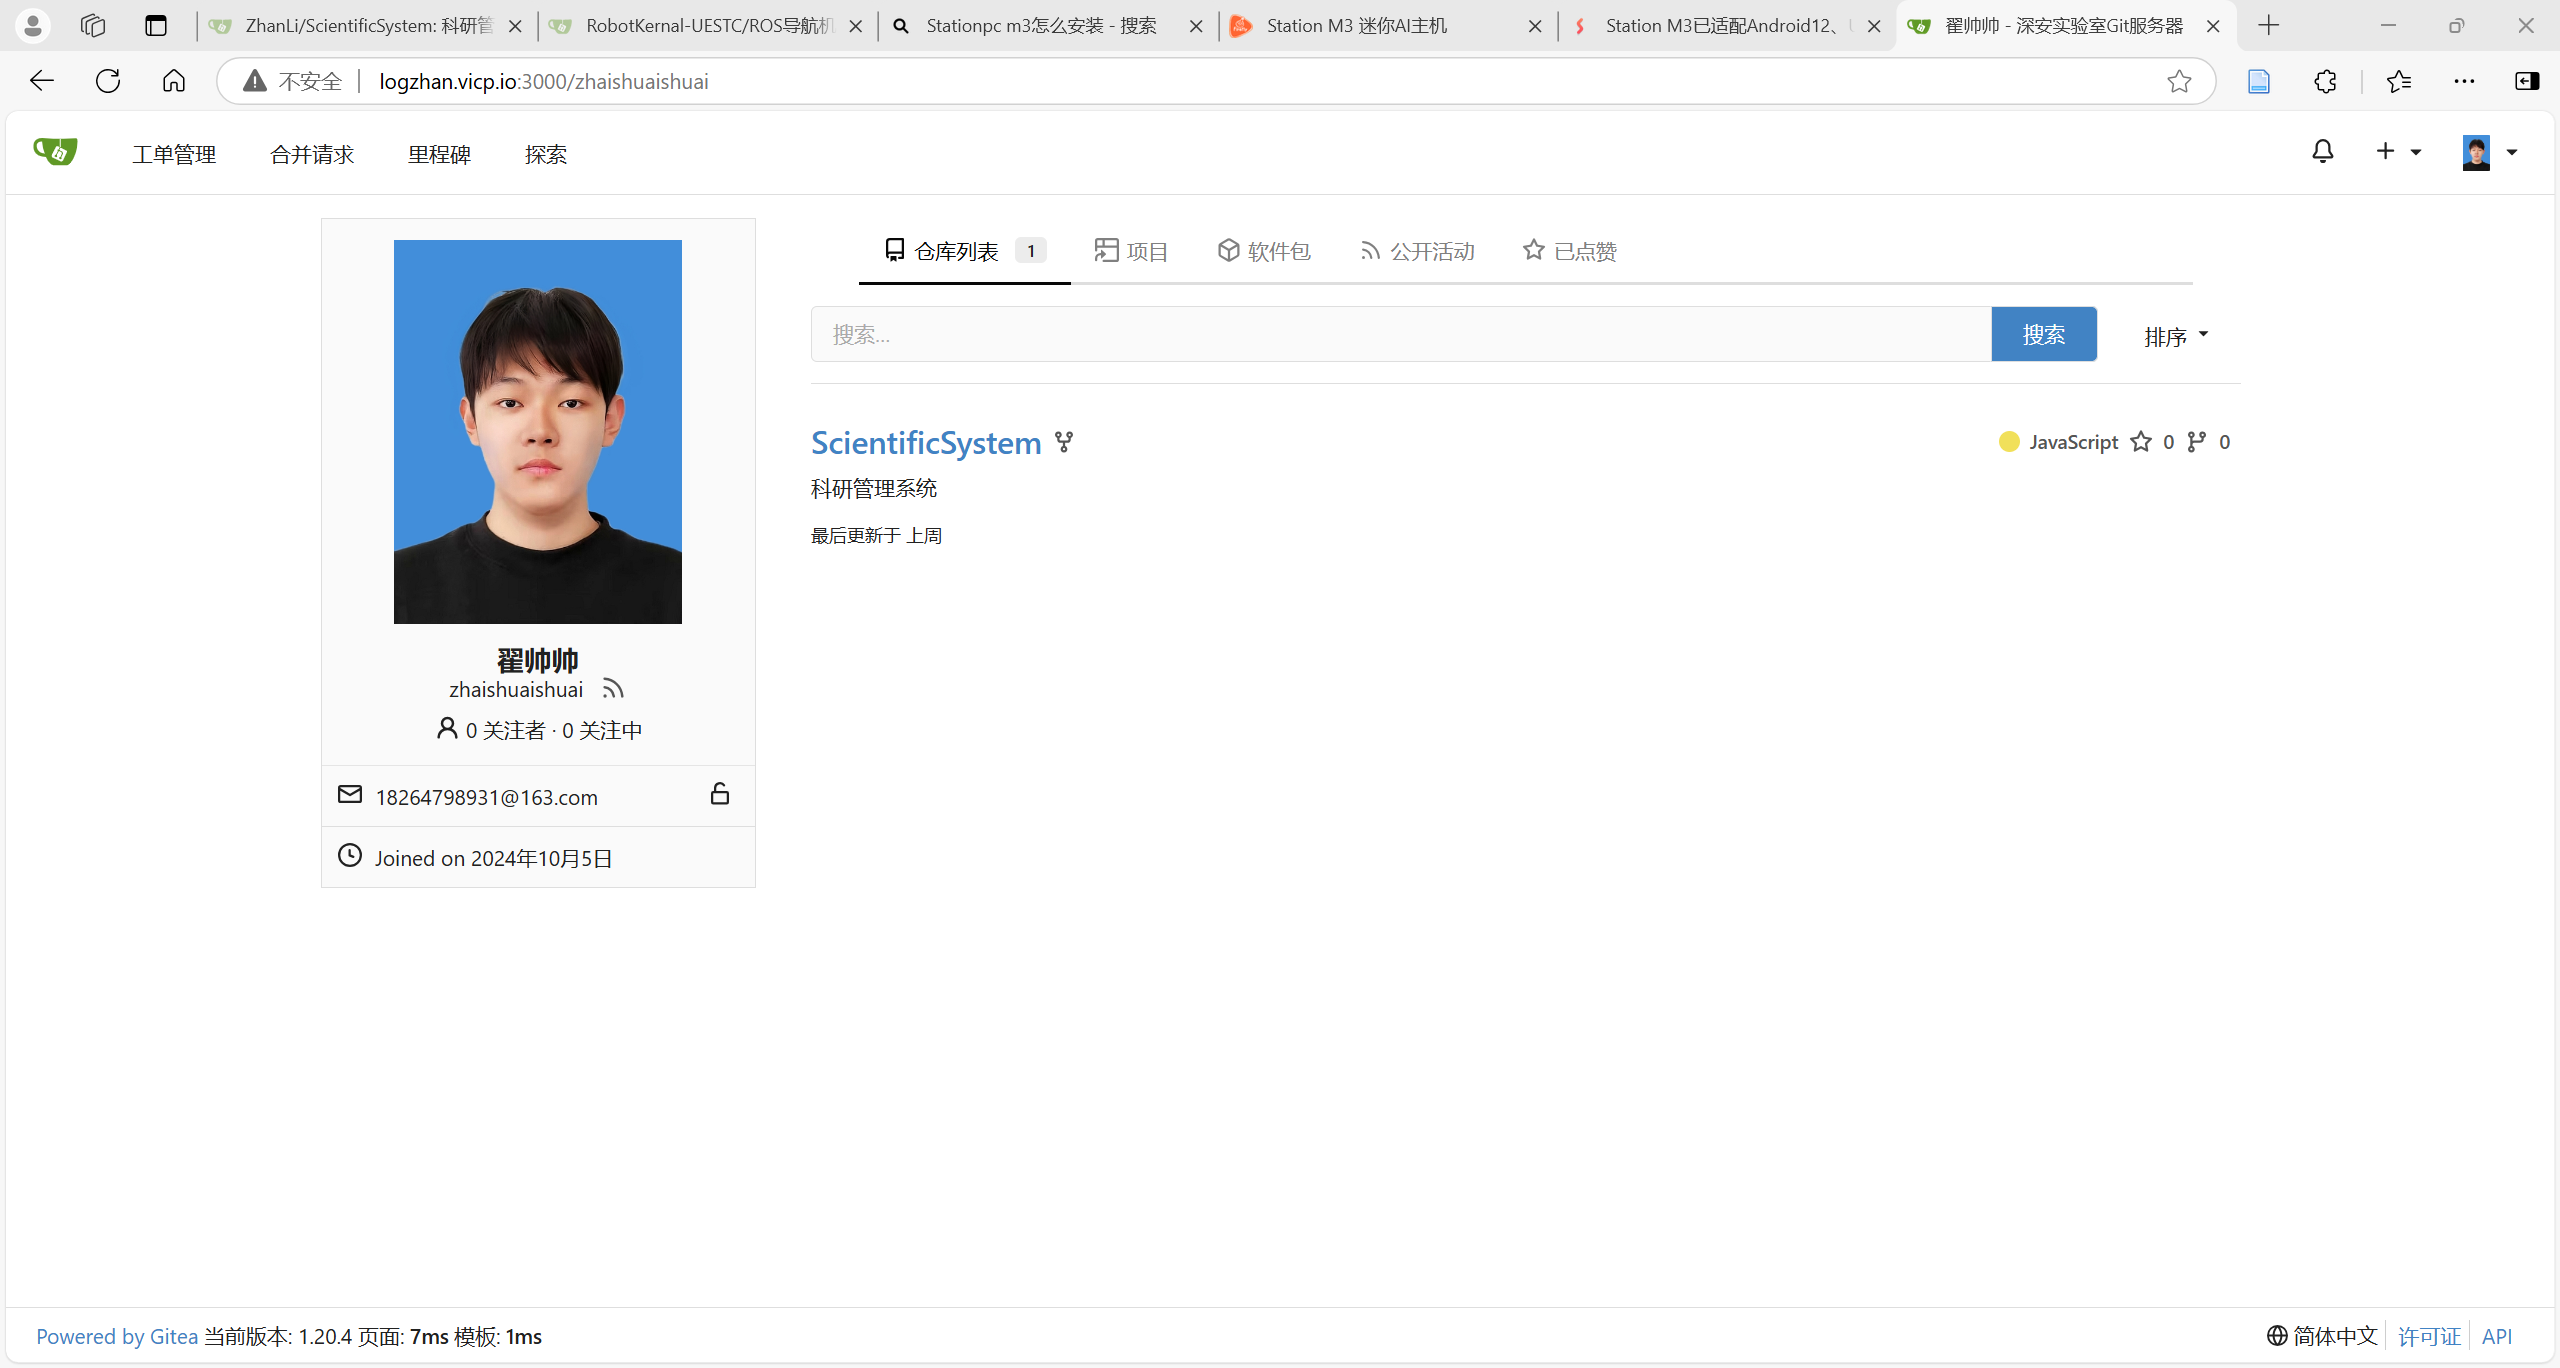 ZhanLi/ScientificSystem: 科研管
RobotKernal-UESTC/ROS导航机
Stationpc m3怎么安装 - 搜索
Station M3 迷你AI主机
Station M3已适配Android12、U
翟帅帅 - 深安实验室Git服务器
不安全
logzhan.vicp.io:3000/zhaishuaishuai
工单管理 合并请求 里程碑 探索
仓库列表 1 项目 软件包 公开活动 已点赞
搜索... 搜索 排序
ScientificSystem
JavaScript 0 0
科研管理系统
最后更新于 上周
翟帅帅
zhaishuaishuai
0 关注者 · 0 关注中
18264798931@163.com
Joined on 2024年10月5日
Powered by Gitea 当前版本: 1.20.4 页面: 7ms 模板: 1ms
简体中文 许可证 API